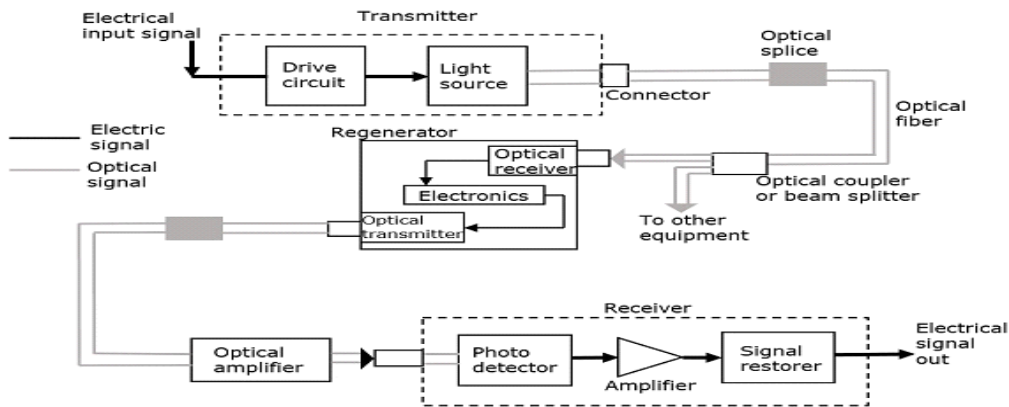 Electrical
input signal
Transmitter
Drive
circuit
Light
source
Connector
Optical
splice
Optical
fiber
Electric
signal
Optical
signal
Regenerator
Optical
receiver
Electronics
Optical
transmitter
Optical coupler
or beam splitter
To other
equipment
Optical
amplifier
Receiver
Photo
detector
Amplifier
Signal
restorer
Electrical
signal
out